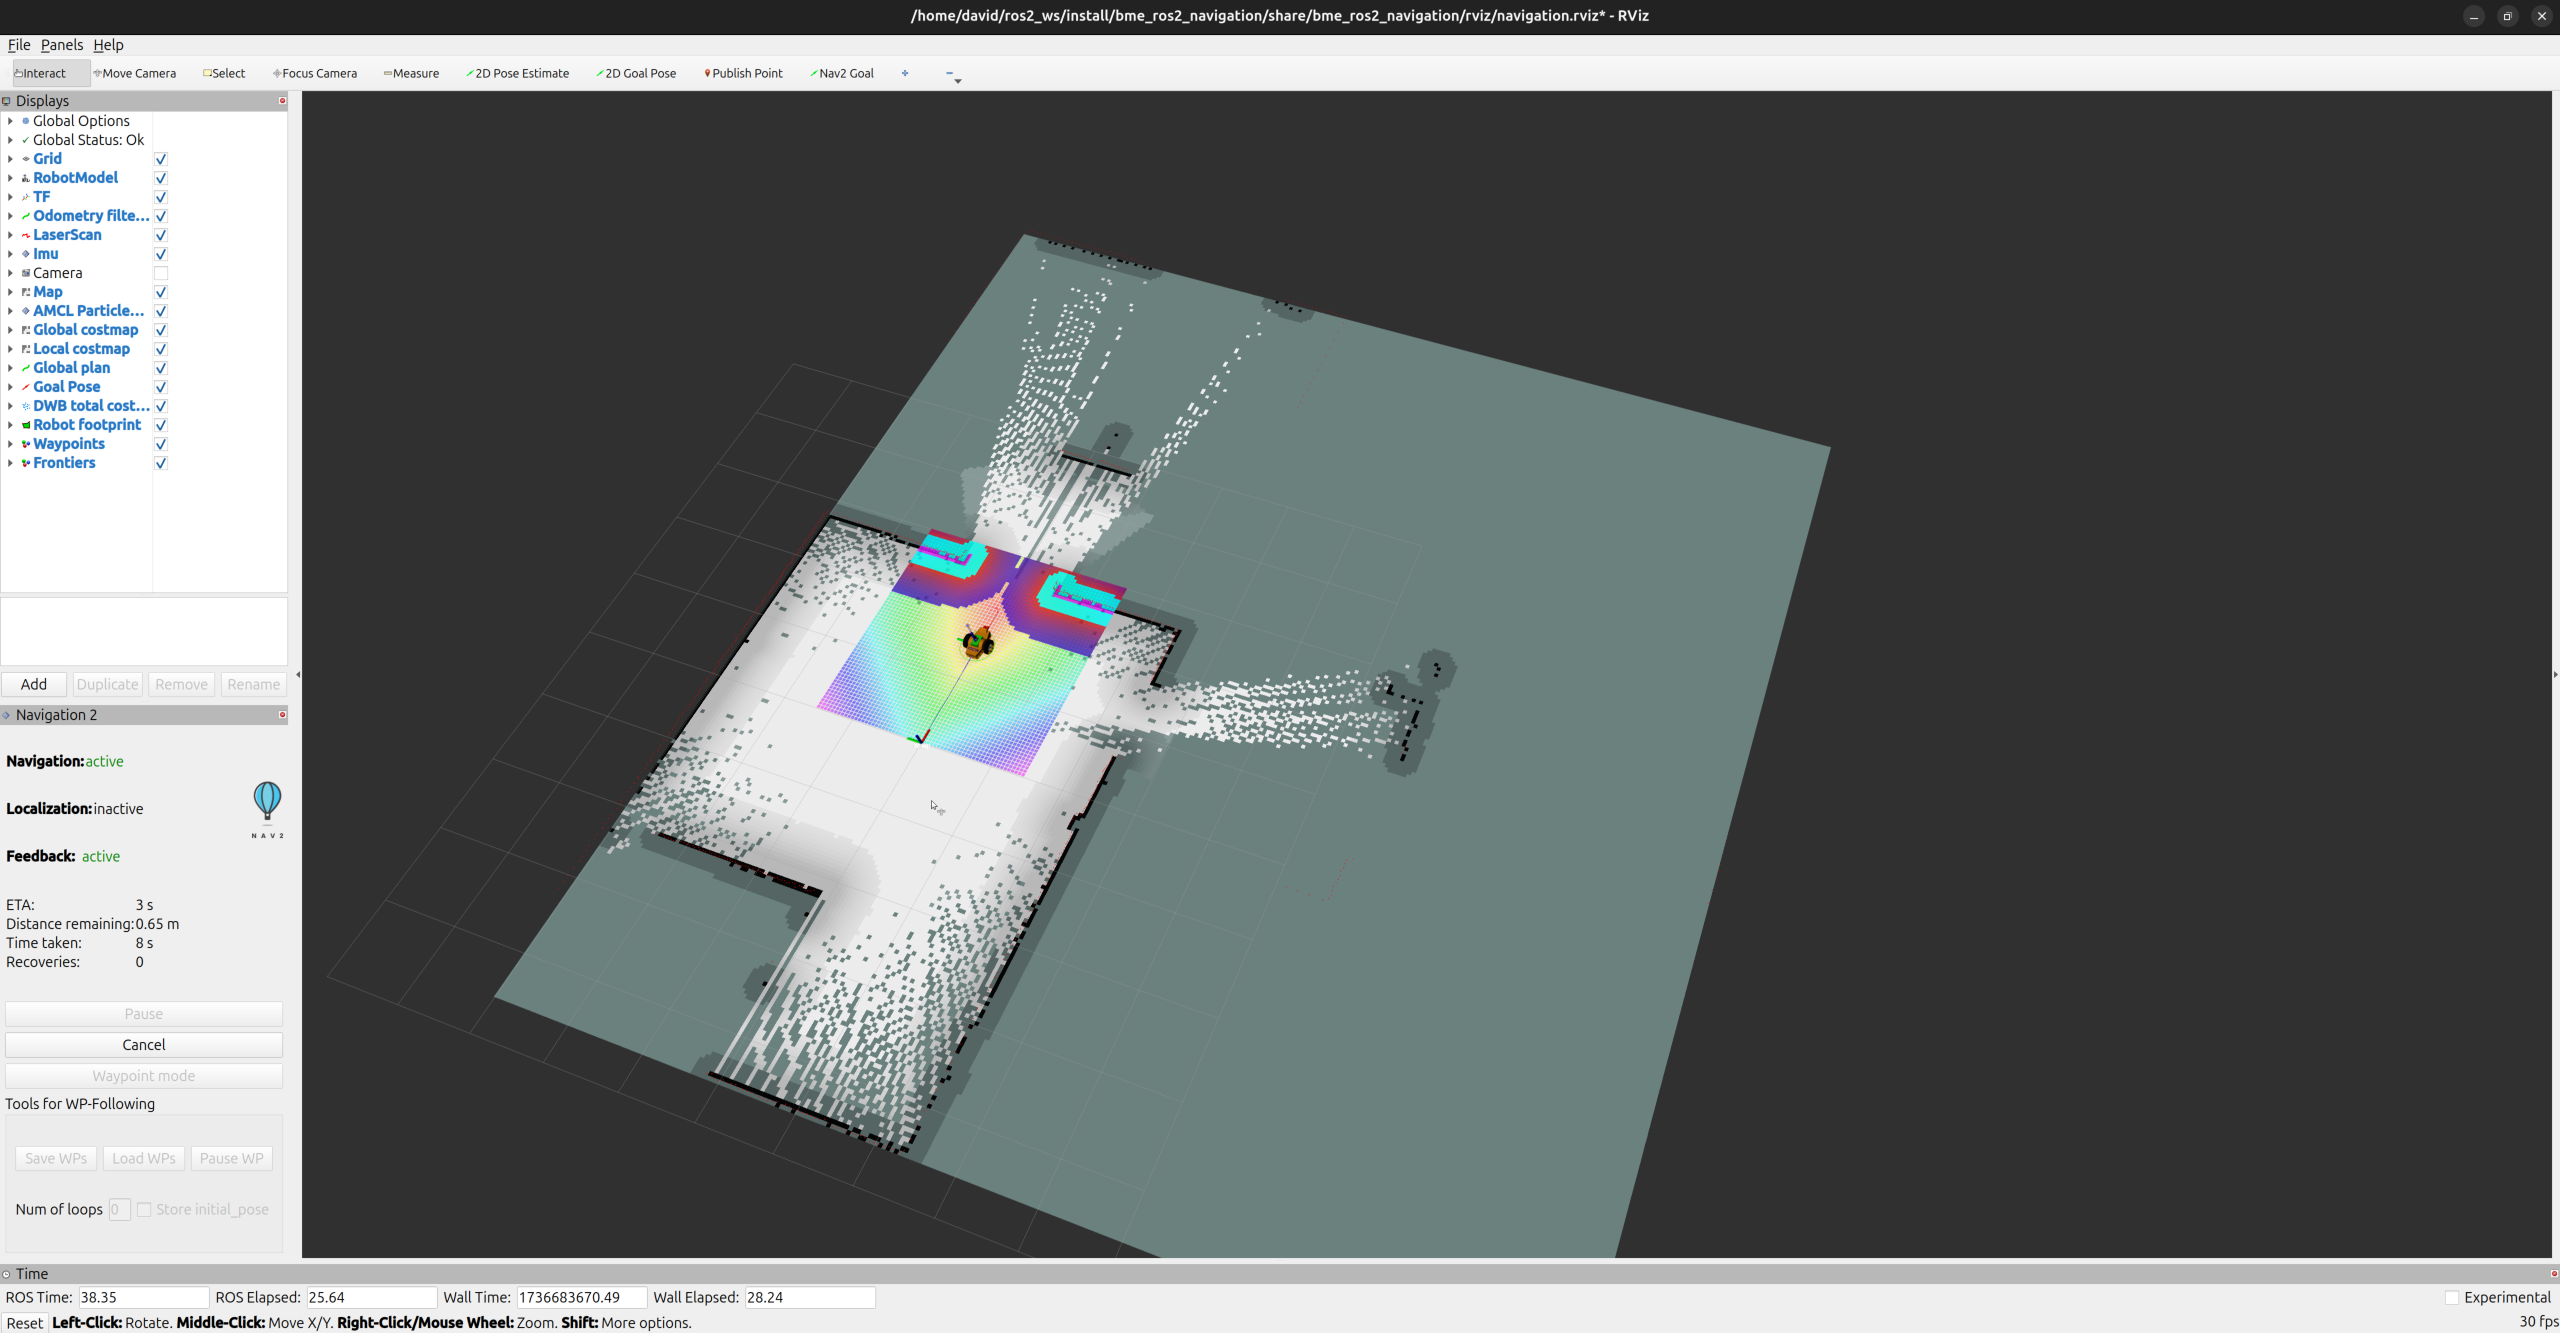 /home/david/ros2_ws/install/bme_ros2_navigation/share/bme_ros2_navigation/rviz/navigation.rviz* - RViz
File Panels Help
Interact Move Camera Select Focus Camera Measure 2D Pose Estimate 2D Goal Pose Publish Point Nav2 Goal
Displays
Global Options
Global Status: Ok
Grid
RobotModel
TF
Odometry filte...
LaserScan
Imu
Camera
Map
AMCL Particle...
Global costmap
Local costmap
Global plan
Goal Pose
DWB total cost...
Robot footprint
Waypoints
Frontiers
Add Duplicate Remove Rename
Navigation 2
Navigation: active
Localization: inactive
NAV2
Feedback: active
ETA: 3 s
Distance remaining: 0.65 m
Time taken: 8 s
Recoveries: 0
Pause
Cancel
Waypoint mode
Tools for WP-Following
Save WPs Load WPs Pause WP
Num of loops 0 Store initial_pose
Time
ROS Time: 38.35 ROS Elapsed: 25.64 Wall Time: 1736683670.49 Wall Elapsed: 28.24 Experimental
Reset Left-Click: Rotate. Middle-Click: Move X/Y. Right-Click/Mouse Wheel: Zoom. Shift: More options. 30 fps